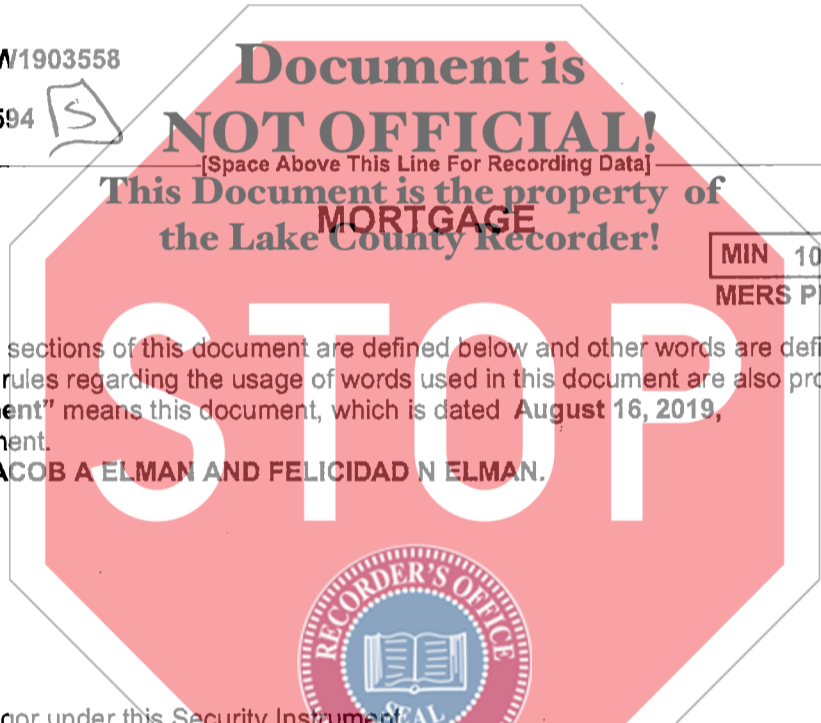 W1903558
Document is
594 S
NOT OFFICIAL!
[Space Above This Line For Recording Data]
This Document is the property of
MORTGAGE
the Lake County Recorder!
MIN 10
MERS P
sections of this document are defined below and other words are defi
rules regarding the usage of words used in this document are also pro
ent" means this document, which is dated August 16, 2019,
ent.
ACOB A ELMAN AND FELICIDAD N ELMAN.
STOP
RECORDER'S OFFICE
SEAL
gor under this Security Instrument